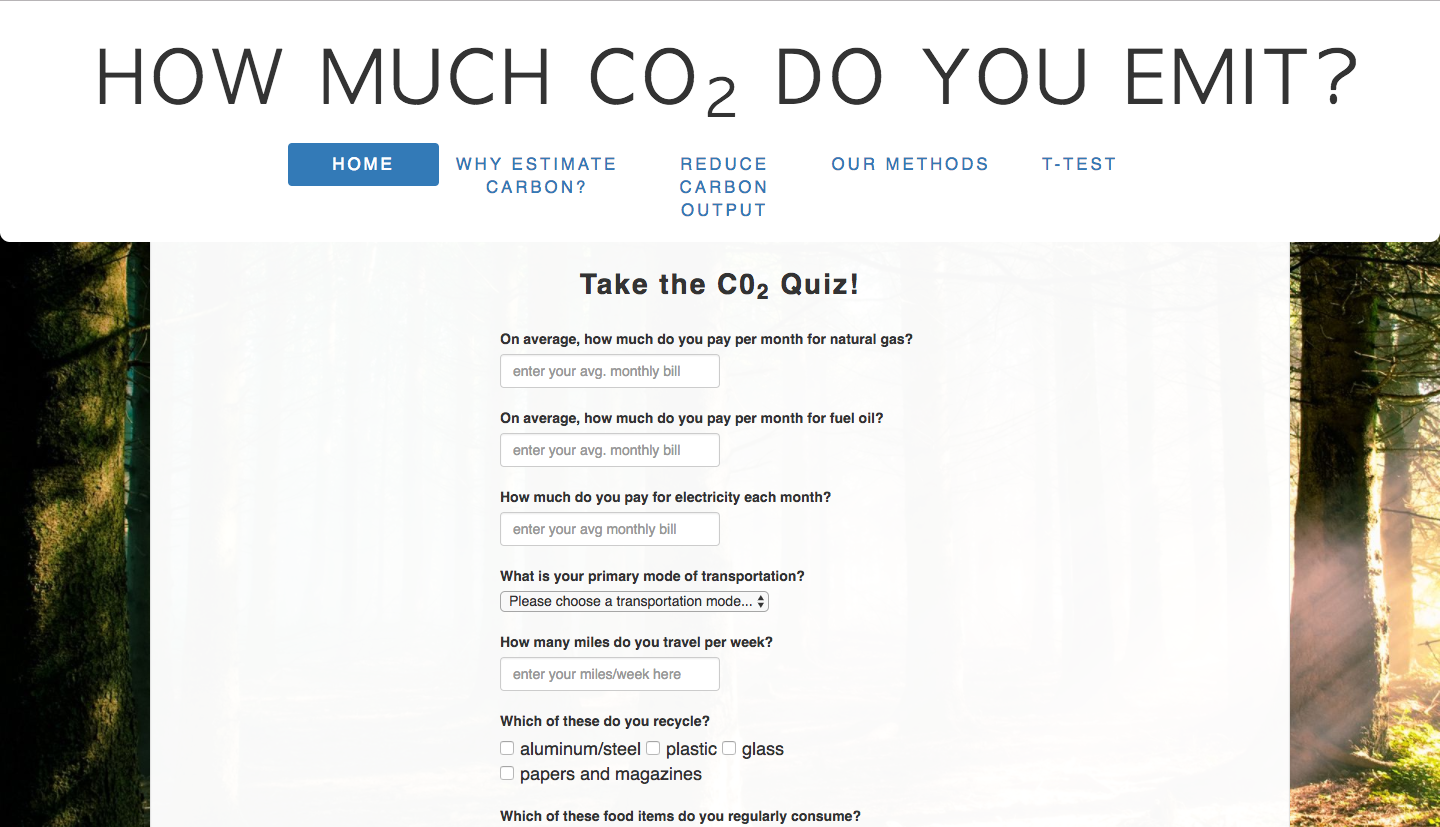 HOW MUCH CO₂ DO YOU EMIT?
HOME
WHY ESTIMATE
CARBON?
REDUCE
CARBON
OUTPUT
OUR METHODS
T-TEST
Take the C0₂ Quiz!
On average, how much do you pay per month for natural gas?
enter your avg. monthly bill
On average, how much do you pay per month for fuel oil?
enter your avg. monthly bill
How much do you pay for electricity each month?
enter your avg monthly bill
What is your primary mode of transportation?
Please choose a transportation mode...
How many miles do you travel per week?
enter your miles/week here
Which of these do you recycle?
aluminum/steel plastic glass
papers and magazines
Which of these food items do you regularly consume?